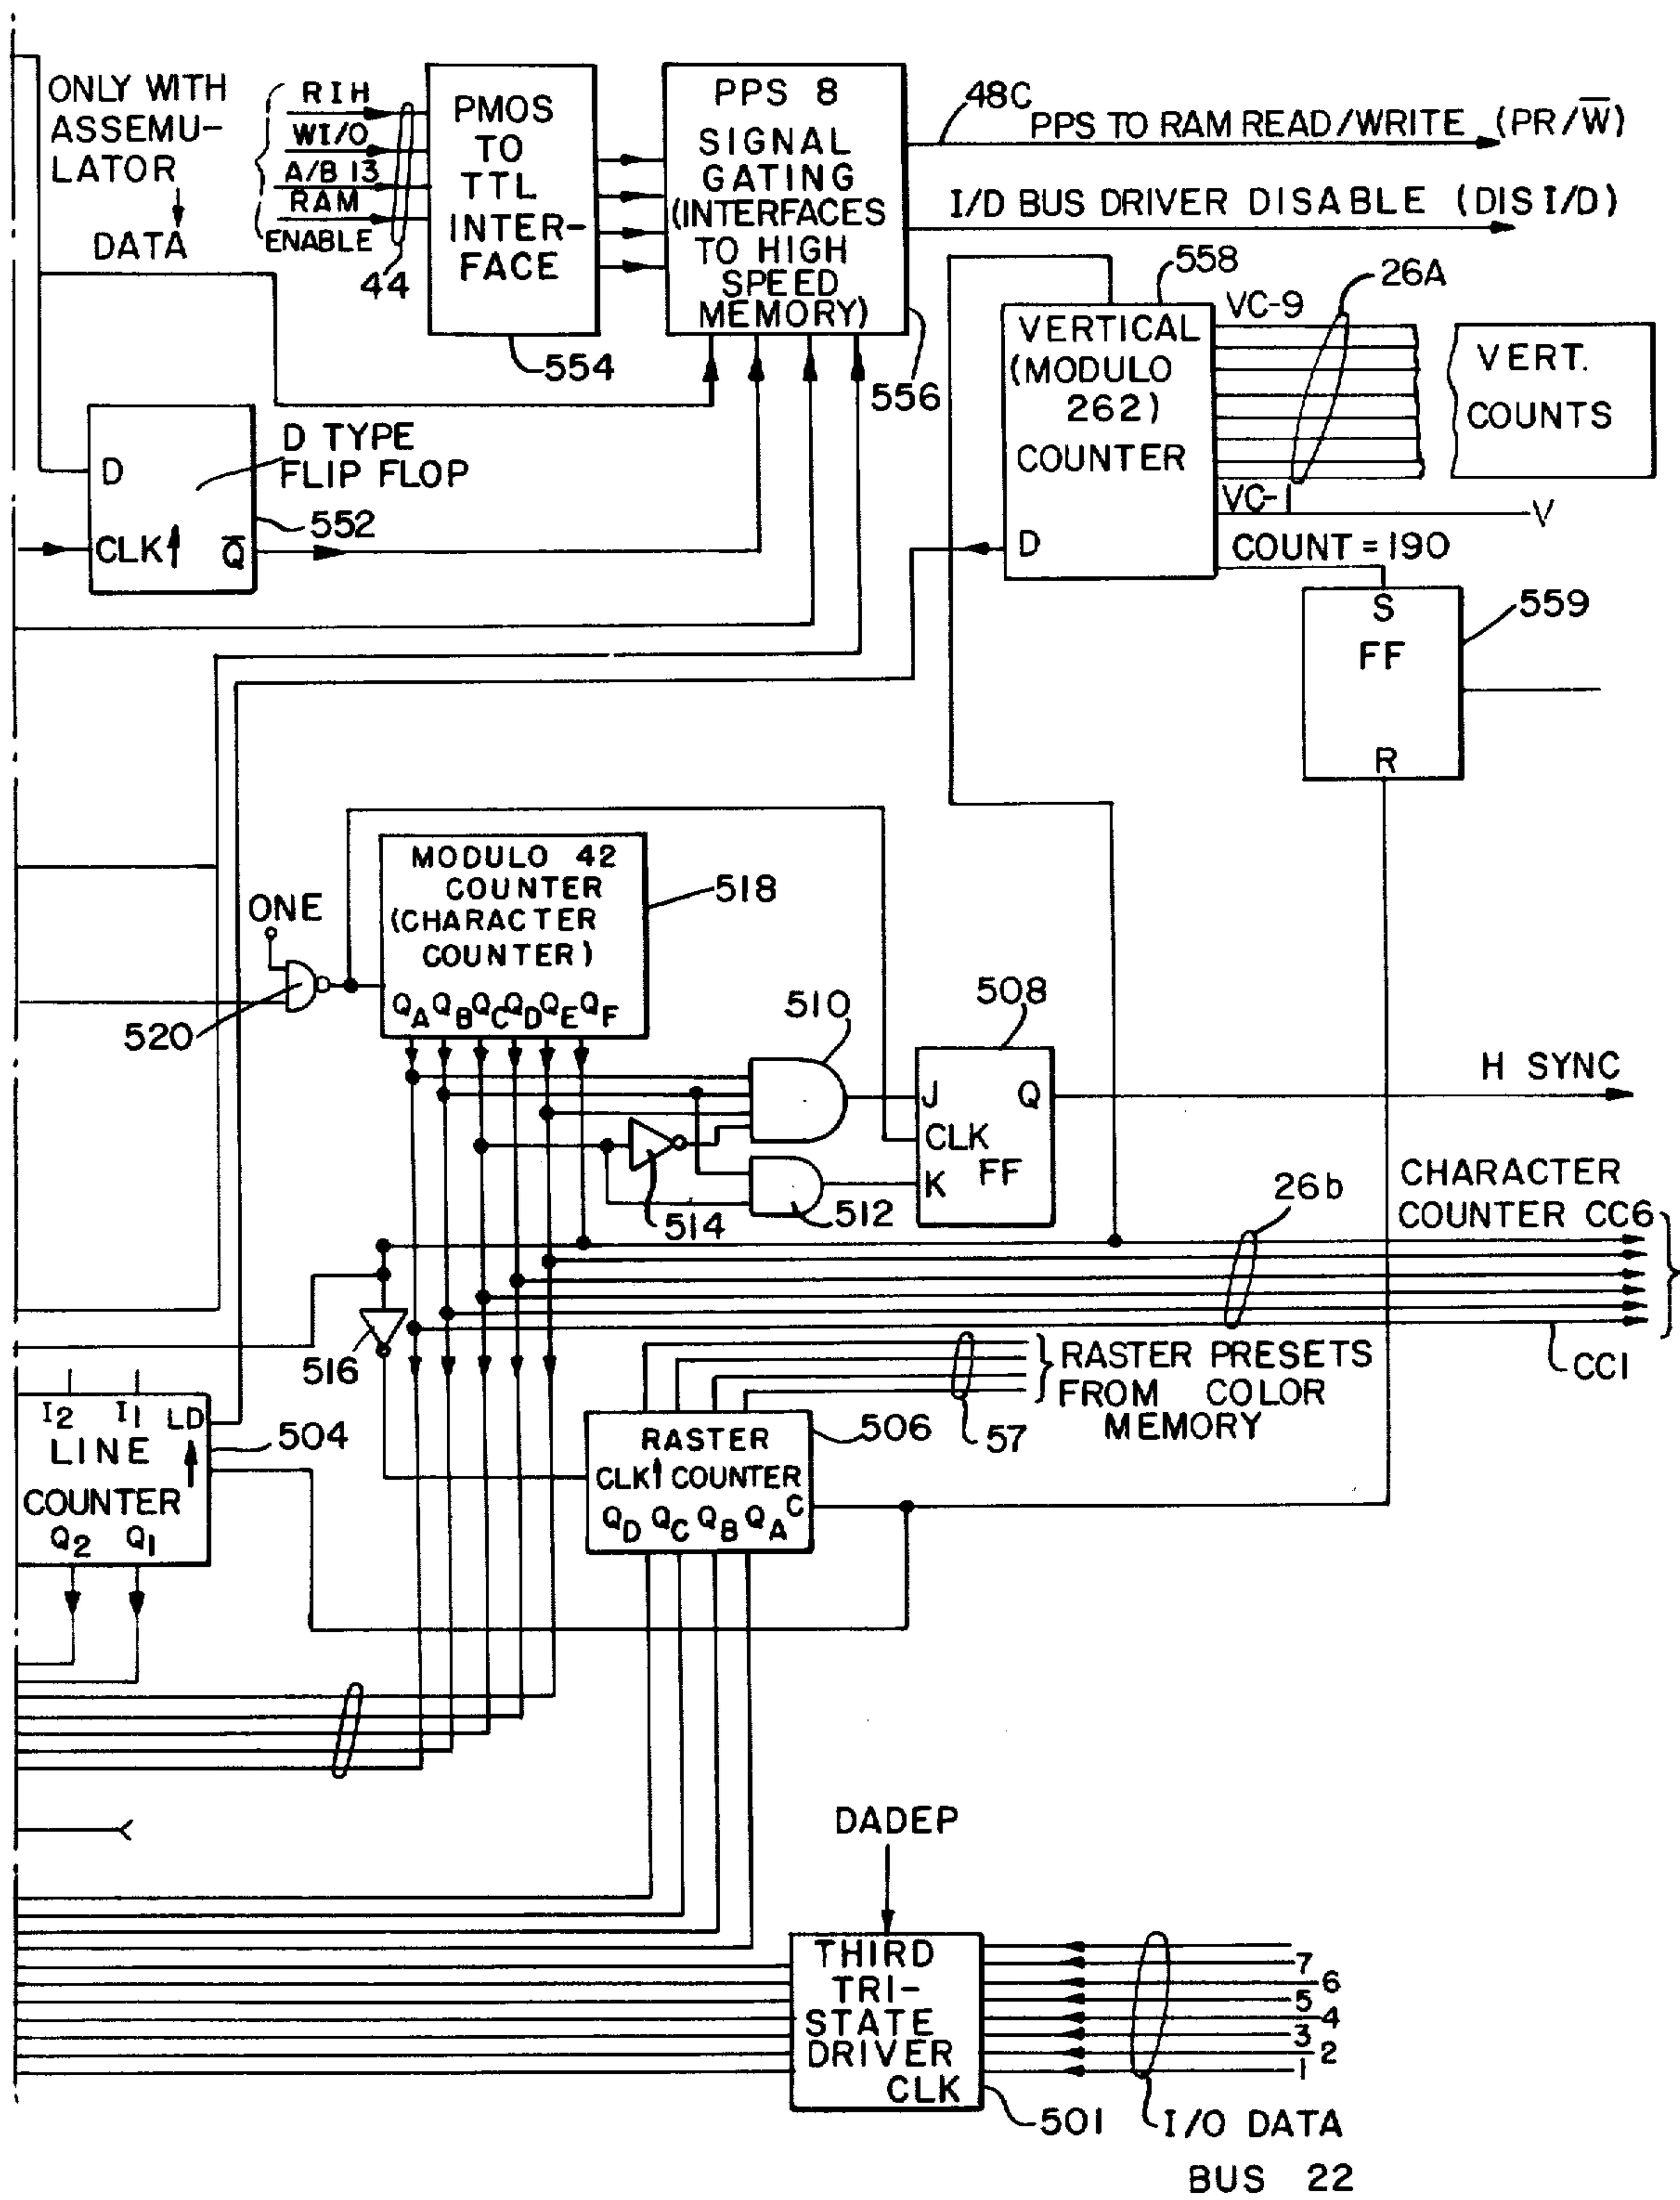 ONLY WITH
ASSEMU-
LATOR
DATA
RIH
WI/O
A/B 13
RAM
ENABLE
44
PMOS
TO
TTL
INTER-
FACE
554
PPS 8
SIGNAL
GATING
(INTERFACES
TO HIGH
SPEED
MEMORY)
556
48C
PPS TO RAM READ/WRITE (PR/W̅)
I/D BUS DRIVER DISABLE (DIS I/D)
558
26A
VERTICAL
(MODULO
262)
COUNTER
D
VC-9
VC-1
VERT.
COUNTS
V
COUNT = 190
S
FF
R
559
D
CLK
Q̅
D TYPE
FLIP FLOP
552
MODULO 42
COUNTER
(CHARACTER
COUNTER)
QA QB QC QD QE QF
518
ONE
520
510
508
J Q
CLK
FF
K
H SYNC
514
512
26b
CHARACTER
COUNTER CC6
CC1
516
I2 I1 LD
LINE
COUNTER
Q2 Q1
504
RASTER
CLK COUNTER
QD QC QB QA C
506
57
RASTER PRESETS
FROM COLOR
MEMORY
DADEP
THIRD
TRI-
STATE
DRIVER
CLK
501
7
6
5
4
3
2
1
I/O DATA
BUS 22